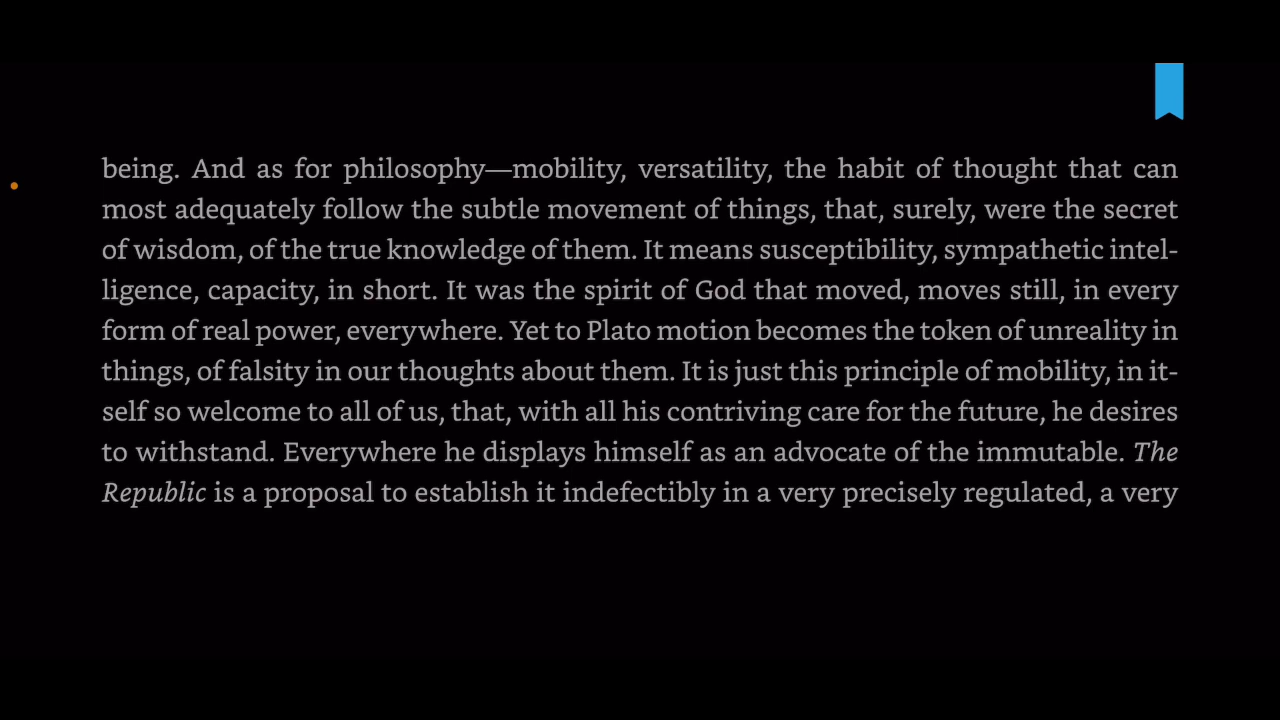 being. And as for philosophy—mobility, versatility, the habit of thought that can
most adequately follow the subtle movement of things, that, surely, were the secret
of wisdom, of the true knowledge of them. It means susceptibility, sympathetic intel-
ligence, capacity, in short. It was the spirit of God that moved, moves still, in every
form of real power, everywhere. Yet to Plato motion becomes the token of unreality in
things, of falsity in our thoughts about them. It is just this principle of mobility, in it-
self so welcome to all of us, that, with all his contriving care for the future, he desires
to withstand. Everywhere he displays himself as an advocate of the immutable. The
Republic is a proposal to establish it indefectibly in a very precisely regulated, a very